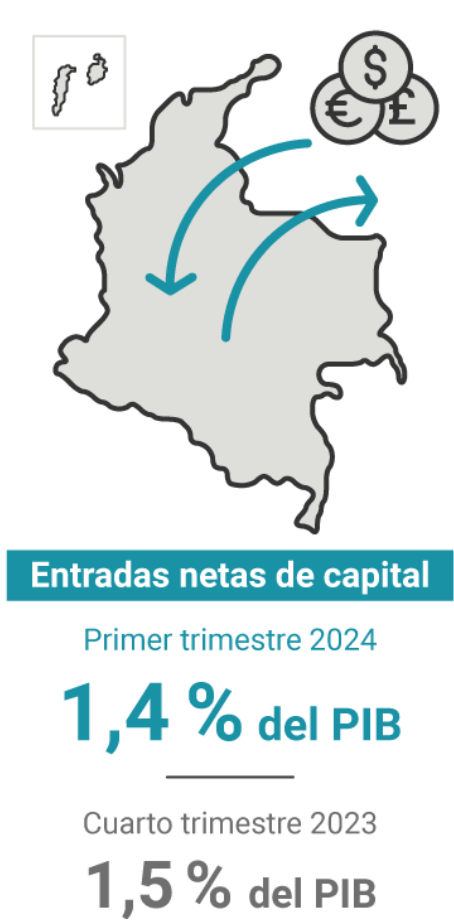 $
€ £
Entradas netas de capital
Primer trimestre 2024
1,4 % del PIB
Cuarto trimestre 2023
1,5 % del PIB